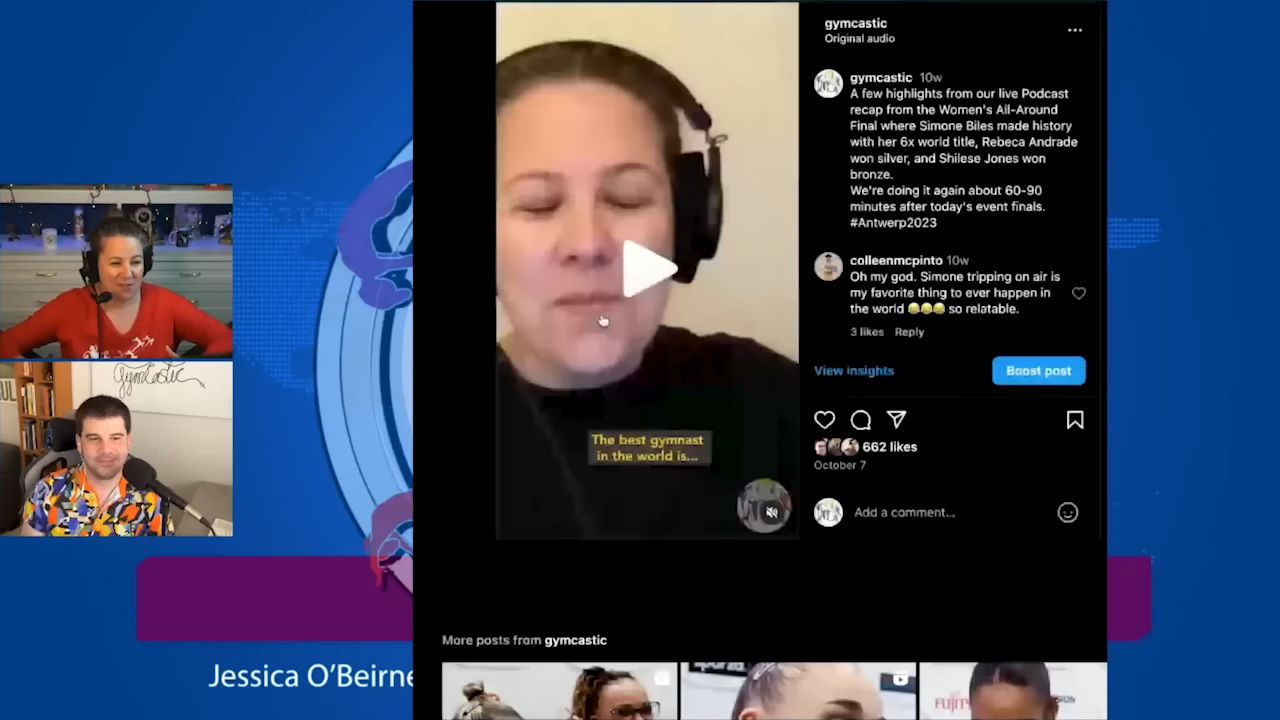 gymcastic
Original audio
gymcastic 10w
A few highlights from our live Podcast
recap from the Women's All-Around
Final where Simone Biles made history
with her 6x world title, Rebeca Andrade
won silver, and Shilese Jones won
bronze.
We're doing it again about 60-90
minutes after today's event finals.
#Antwerp2023
colleenmcpinto 10w
Oh my god. Simone tripping on air is
my favorite thing to ever happen in
the world 😂😂😂 so relatable.
3 likes Reply
View insights
Boost post
662 likes
October 7
Add a comment...
The best gymnast
in the world is...
GymCastic
More posts from gymcastic
Jessica O'Beirne
FUJITS